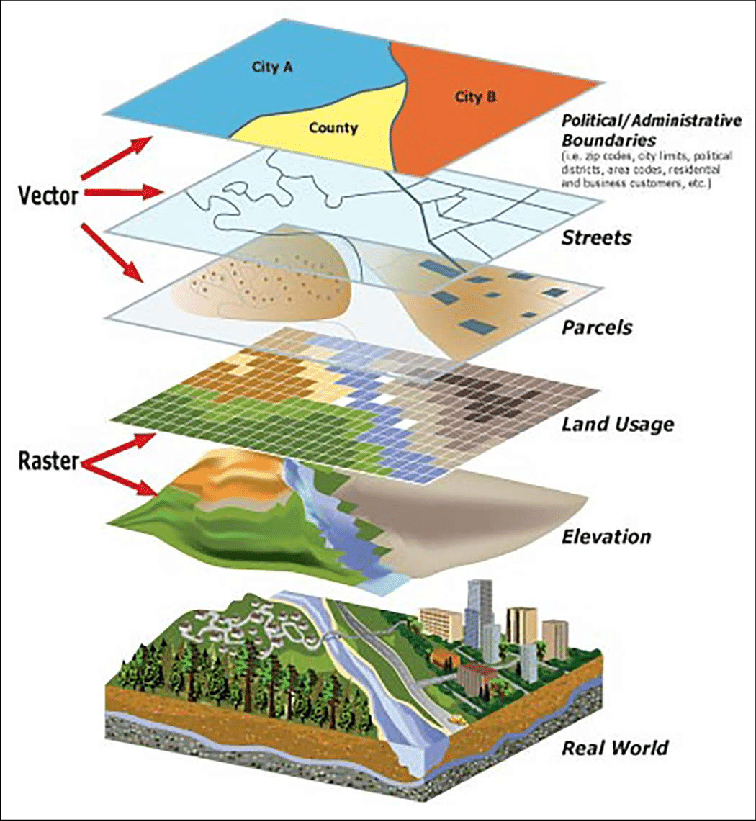 City A
City B
County
Political/Administrative
Boundaries
(i.e. zip codes, city limits, political
districts, area codes, residential
and business customers, etc.)
Vector
Streets
Parcels
Land Usage
Raster
Elevation
Real World